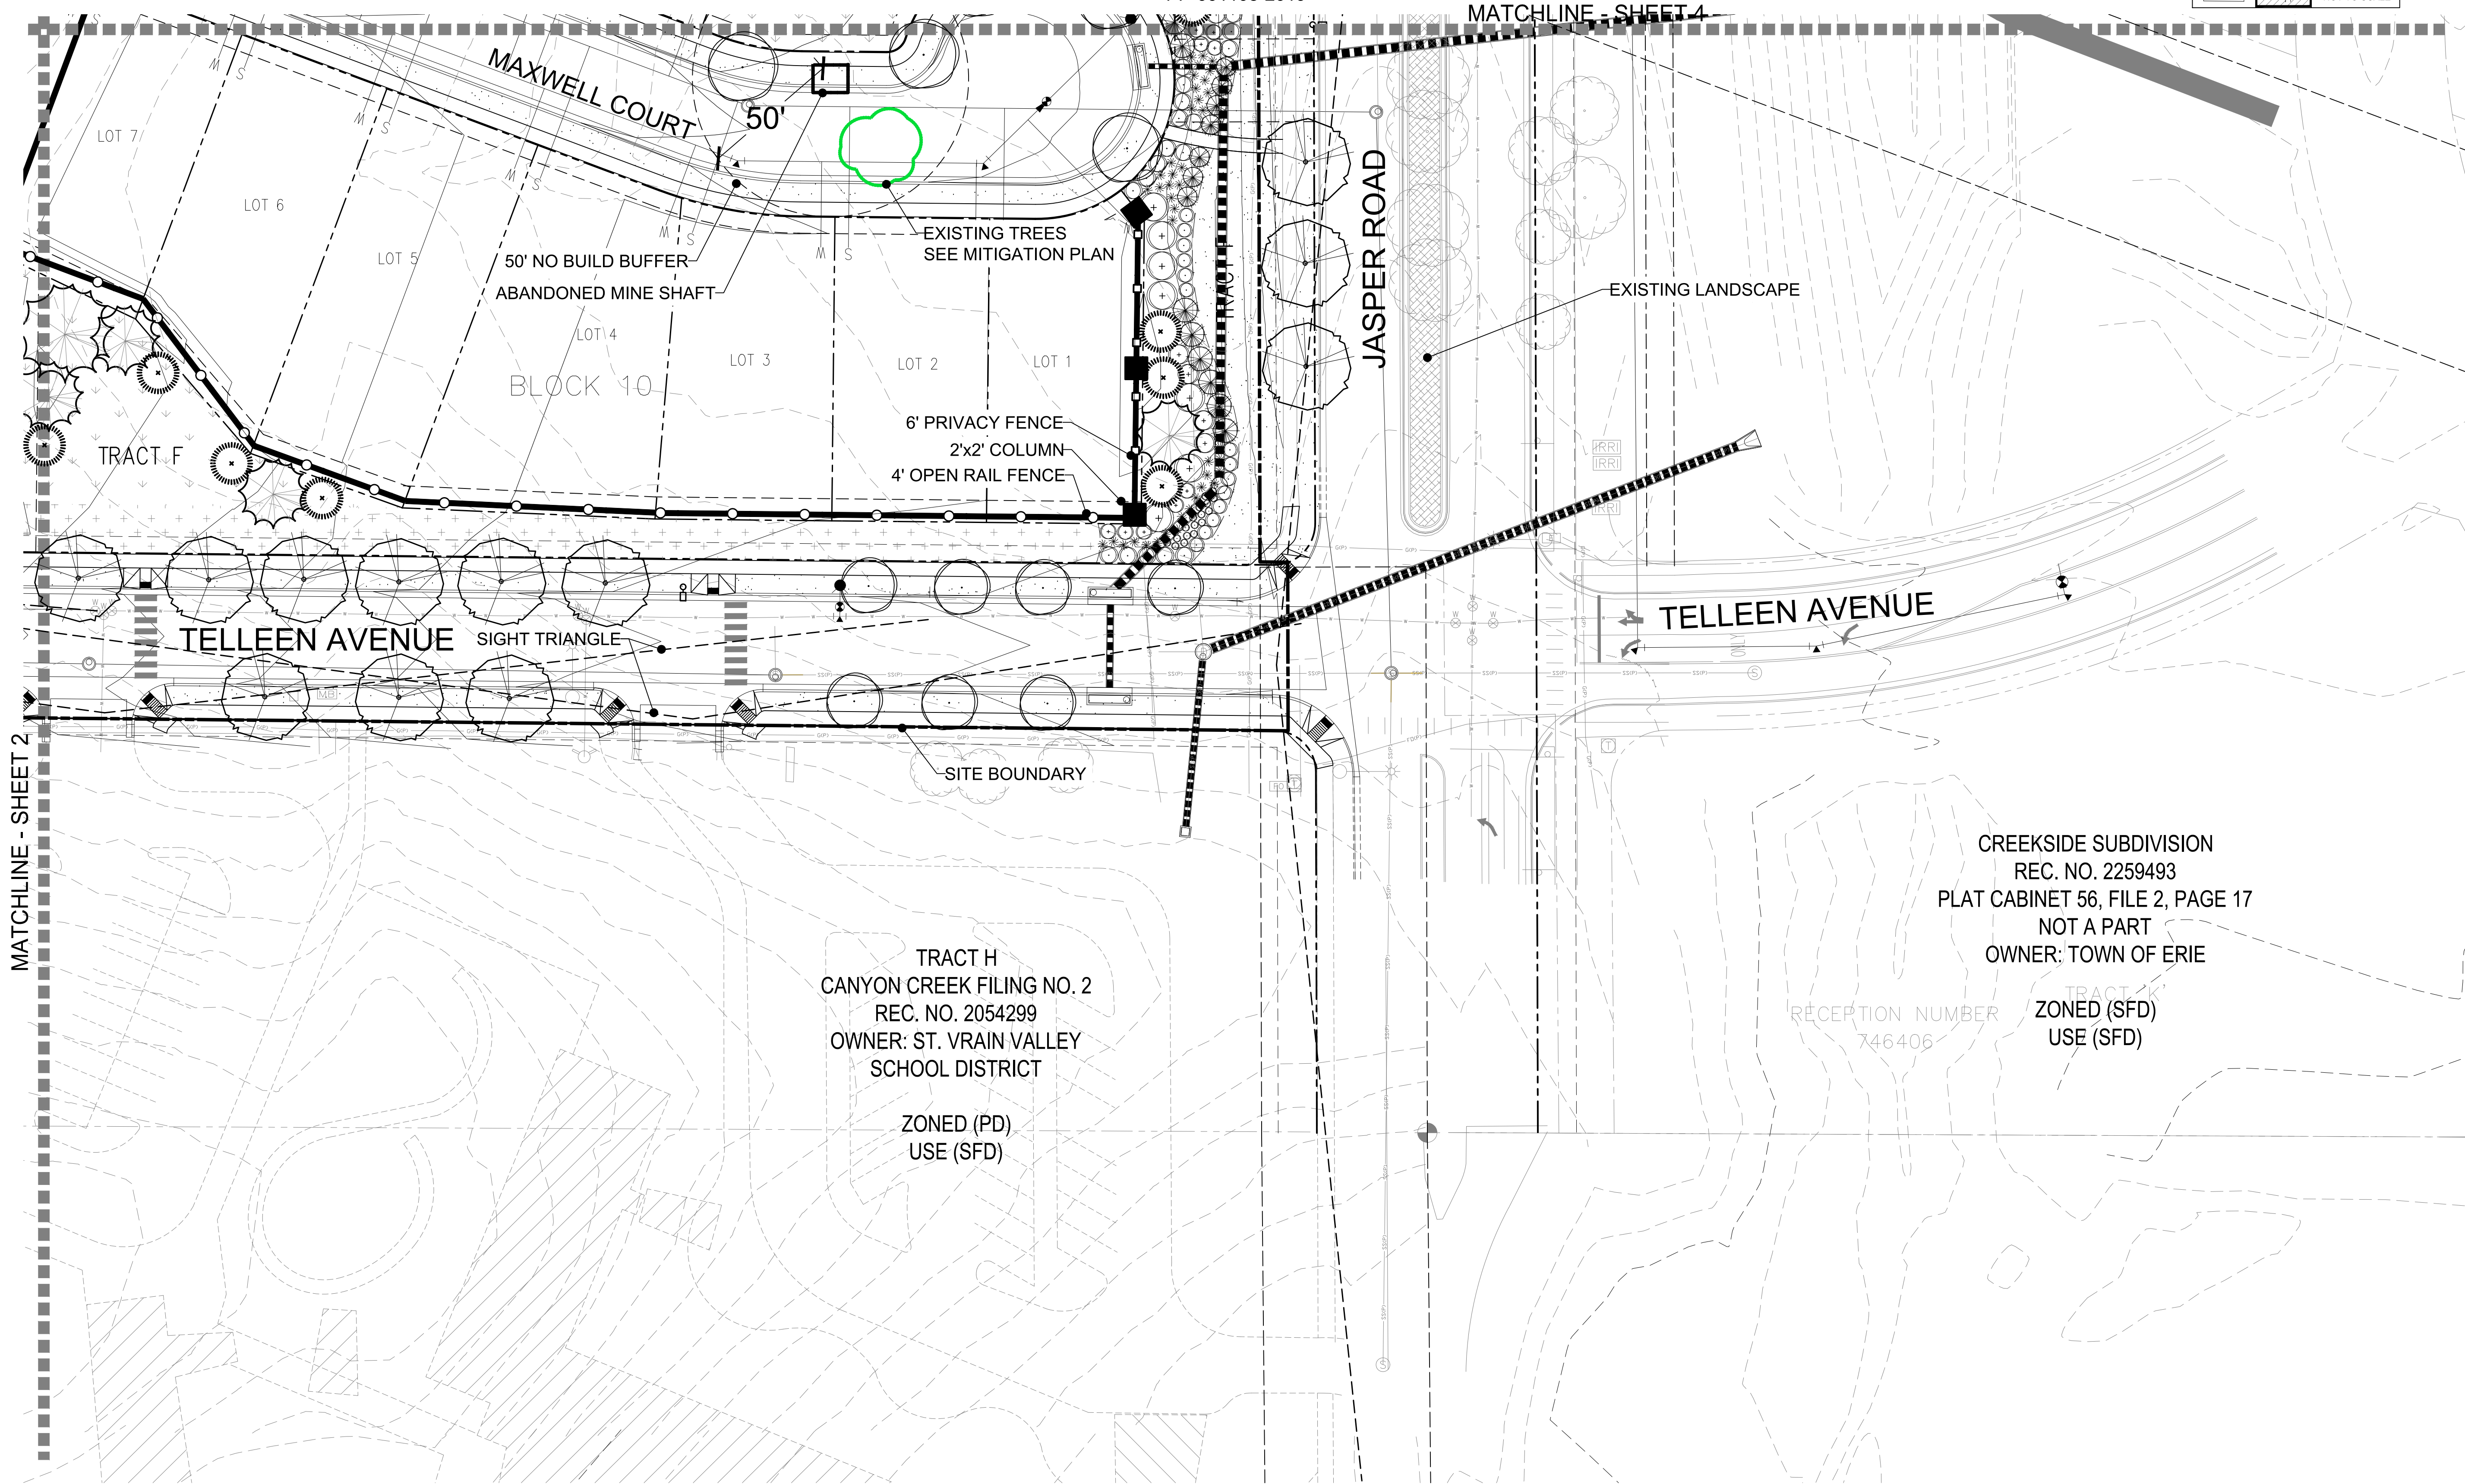 MATCHLINE - SHEET 4
MAXWELL COURT
50'
LOT 7
LOT 6
LOT 5
LOT 4
LOT 3
LOT 2
LOT 1
BLOCK 10
50' NO BUILD BUFFER
ABANDONED MINE SHAFT
EXISTING TREES
SEE MITIGATION PLAN
JASPER ROAD
EXISTING LANDSCAPE
6' PRIVACY FENCE
2'x2' COLUMN
4' OPEN RAIL FENCE
TRACT F
IRRI
IRRI
IRRI
TELLEEN AVENUE
SIGHT TRIANGLE
TELLEEN AVENUE
ONLY
SITE BOUNDARY
MATCHLINE - SHEET 2
TRACT H
CANYON CREEK FILING NO. 2
REC. NO. 2054299
OWNER: ST. VRAIN VALLEY
SCHOOL DISTRICT
ZONED (PD)
USE (SFD)
CREEKSIDE SUBDIVISION
REC. NO. 2259493
PLAT CABINET 56, FILE 2, PAGE 17
NOT A PART
OWNER: TOWN OF ERIE
TRACT 'K'
ZONED (SFD)
USE (SFD)
RECEPTION NUMBER
746406